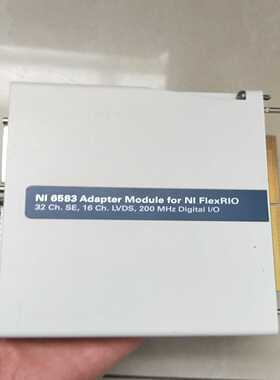 NI 6583 Adapter Module for NI FlexRIO
32 Ch. SE, 16 Ch. LVDS, 200 MHz Digital I/O